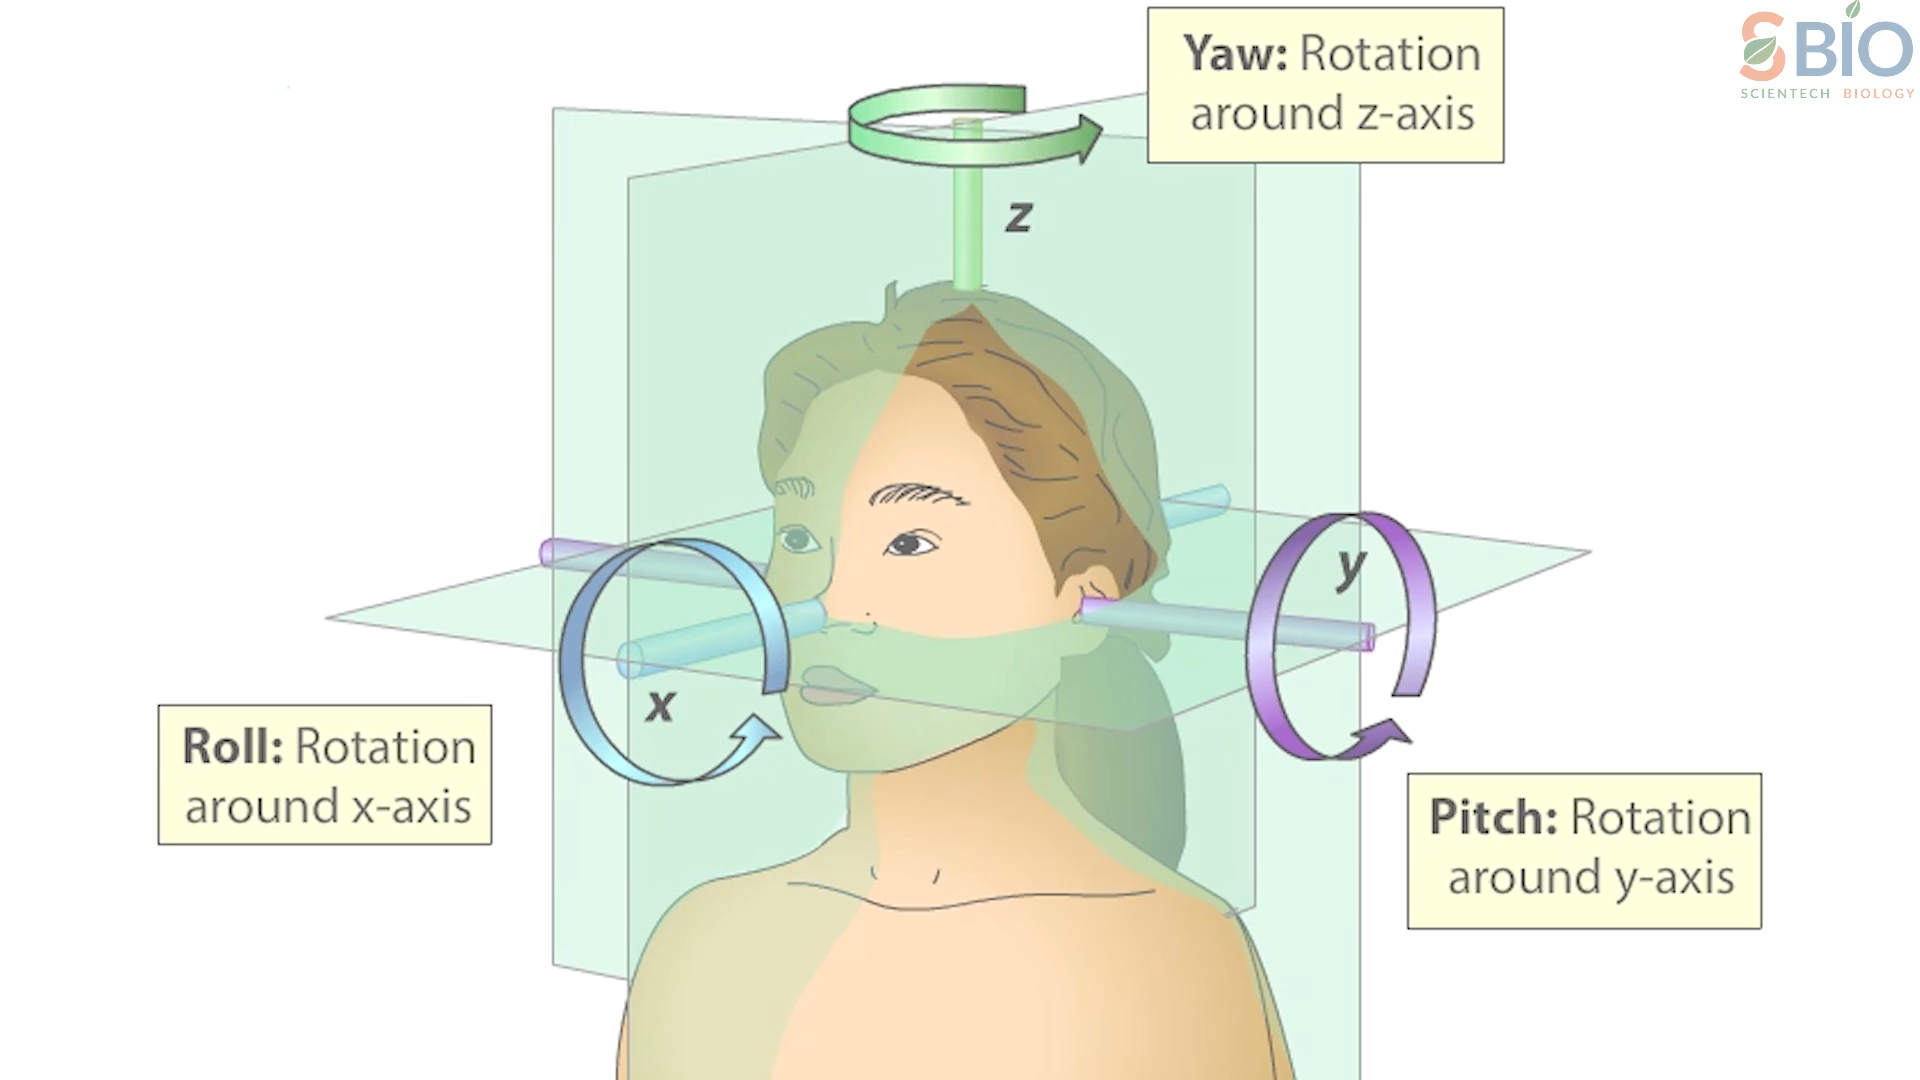 Yaw: Rotation
around z-axis
SBIO
SCIENTECH BIOLOGY
z
y
x
Roll: Rotation
around x-axis
Pitch: Rotation
around y-axis